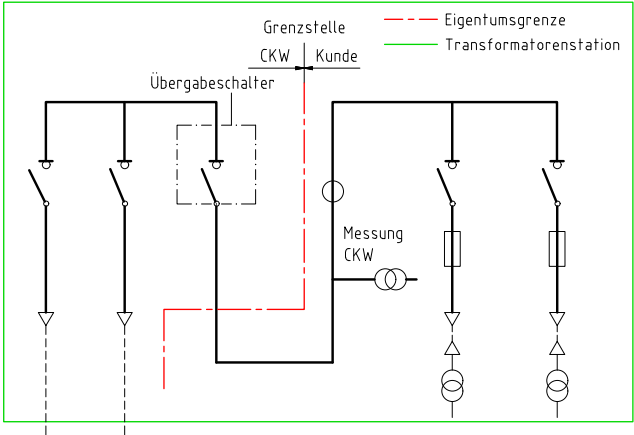 Grenzstelle
CKW Kunde
Eigentumsgrenze
Transformatorenstation
Übergabeschalter
Messung
CKW